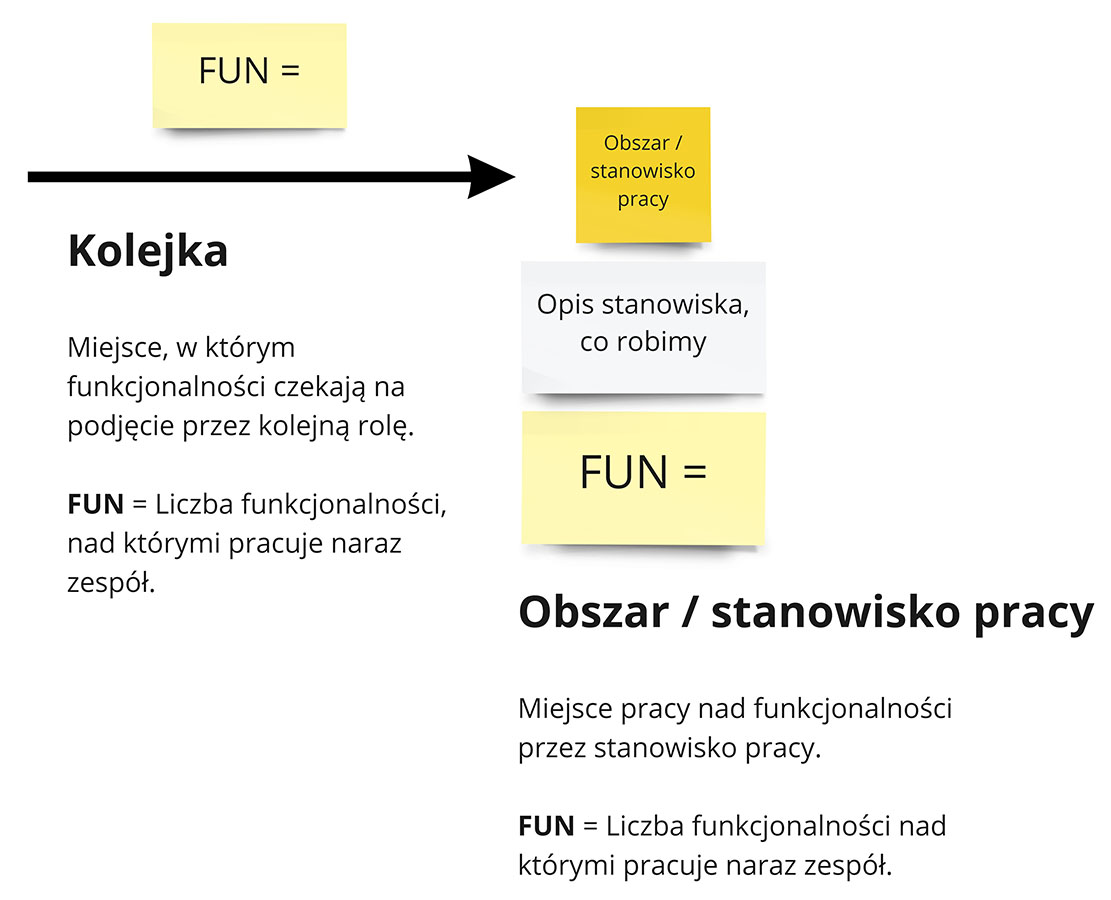 FUN =
Kolejka
Miejsce, w którym
funkcjonalności czekają na
podjęcie przez kolejną rolę.
FUN = Liczba funkcjonalności,
nad którymi pracuje naraz
zespół.
Obszar /
stanowisko
pracy
Opis stanowiska,
co robimy
FUN =
Obszar / stanowisko pracy
Miejsce pracy nad funkcjonalności
przez stanowisko pracy.
FUN = Liczba funkcjonalności nad
którymi pracuje naraz zespół.